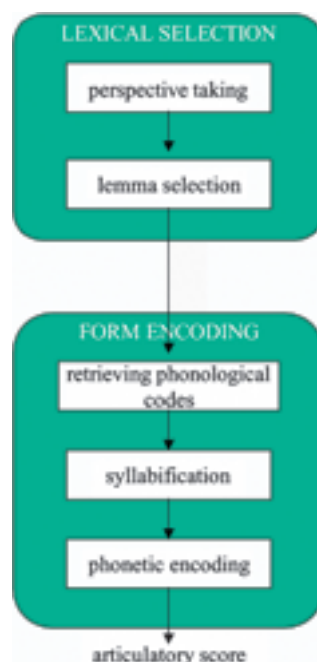 LEXICAL SELECTION
perspective taking
lemma selection
FORM ENCODING
retrieving phonological
codes
syllabification
phonetic encoding
articulatory score